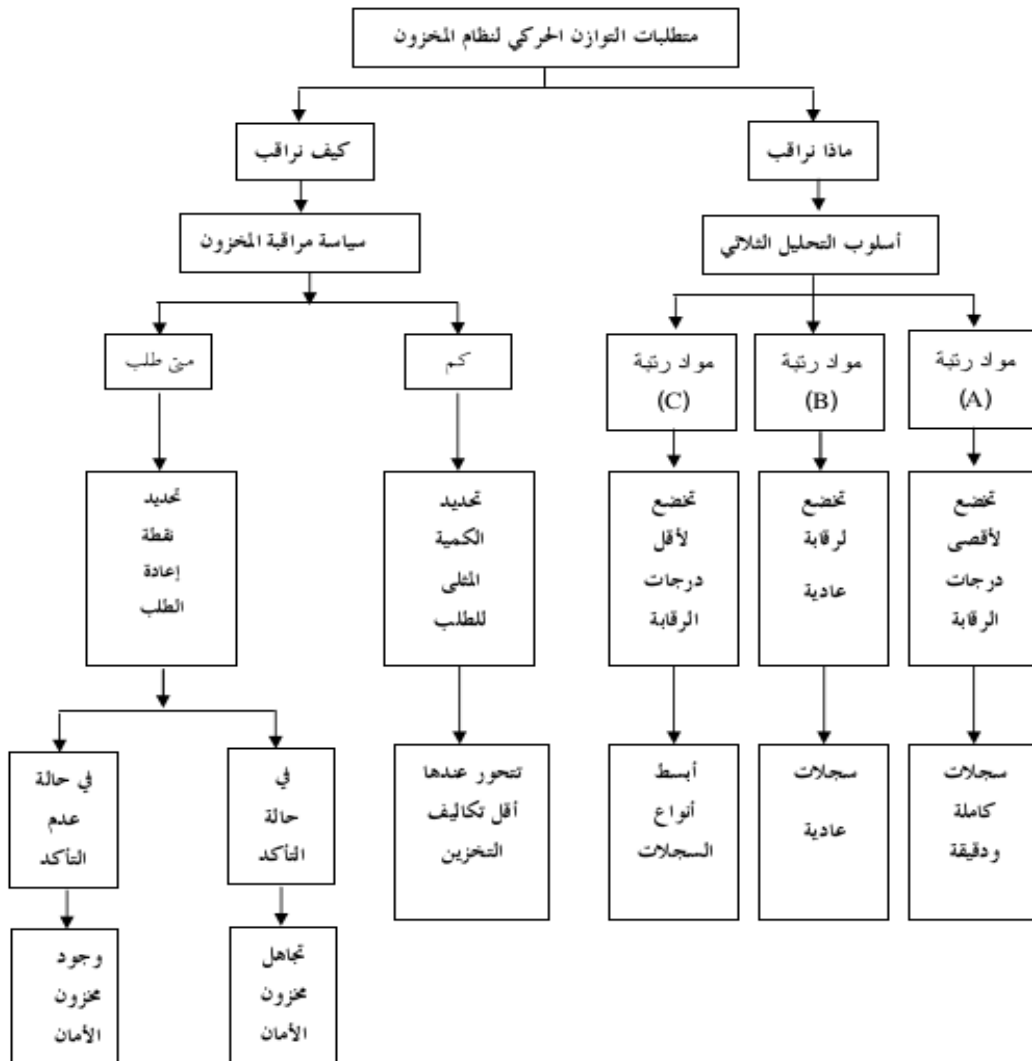 متطلبات التوازن الحركي لنظام المخزون
ماذا نراقب
كيف نراقب
أسلوب التحليل الثلاثي
سياسة مراقبة المخزون
مواد رتبة
(A)
مواد رتبة
(B)
مواد رتبة
(C)
كم
متى طلب
تخضع
لأقصى
درجات
الرقابة
تخضع
لرقابة
عادية
تخضع
لأقل
درجات
الرقابة
تحديد
الكمية
المثلى
للطلب
تحديد
نقطة
إعادة
الطلب
سجلات
كاملة
ودقيقة
سجلات
عادية
أبسط
أنواع
السجلات
تتحور عندها
أقل تكاليف
التخزين
في
حالة
التأكد
في حالة
عدم
التأكد
تجاهل
مخزون
الأمان
وجود
مخزون
الأمان